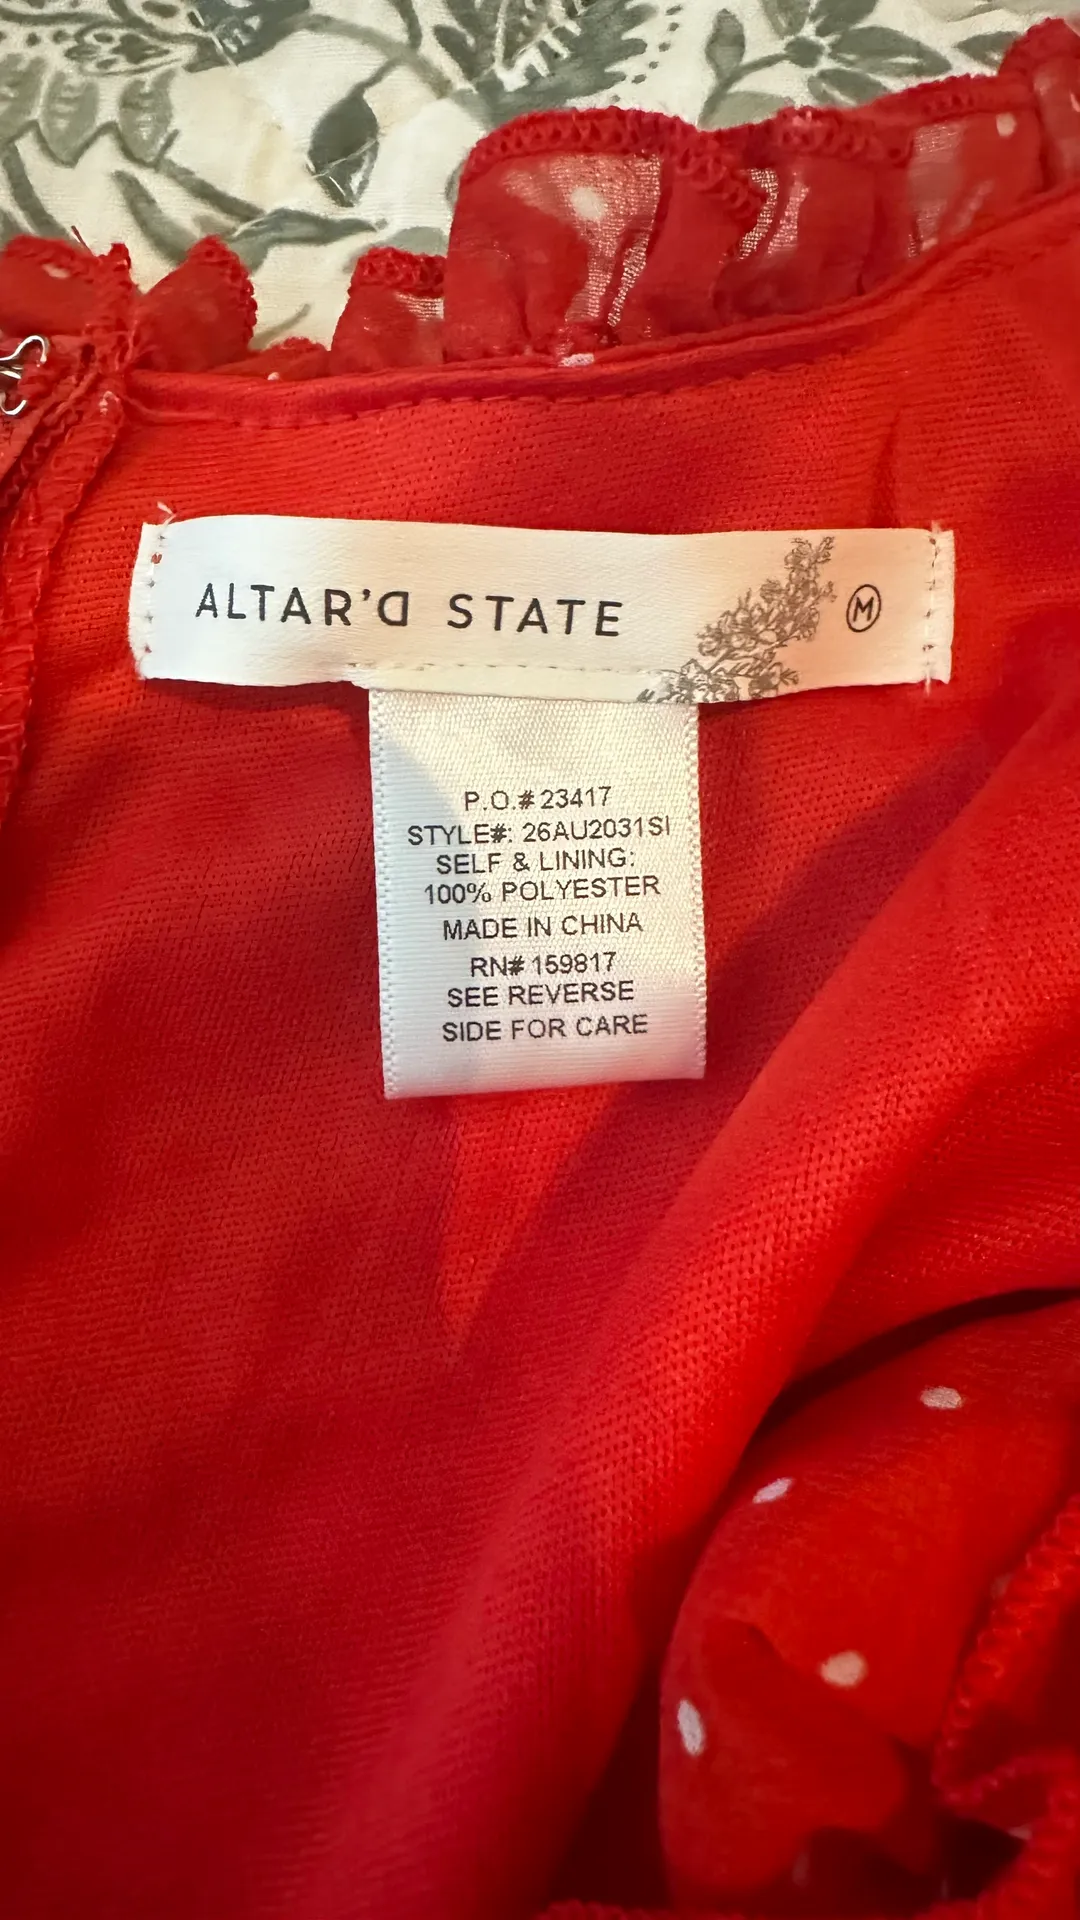 ALTAR'D STATE M
P.O.# 23417
STYLE#: 26AU2031SI
SELF & LINING:
100% POLYESTER
MADE IN CHINA
RN# 159817
SEE REVERSE
SIDE FOR CARE